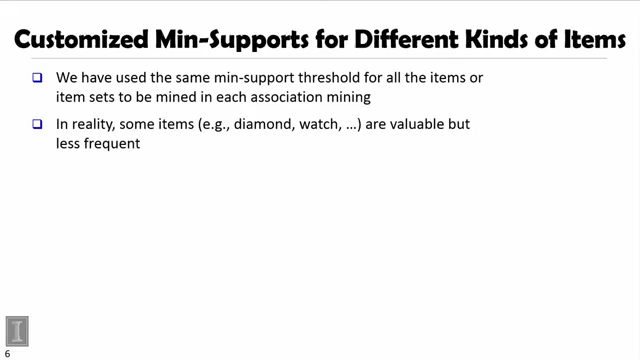 Customized Min-Supports for Different Kinds of Items
We have used the same min-support threshold for all the items or
item sets to be mined in each association mining
In reality, some items (e.g., diamond, watch, …) are valuable but
less frequent
I
6